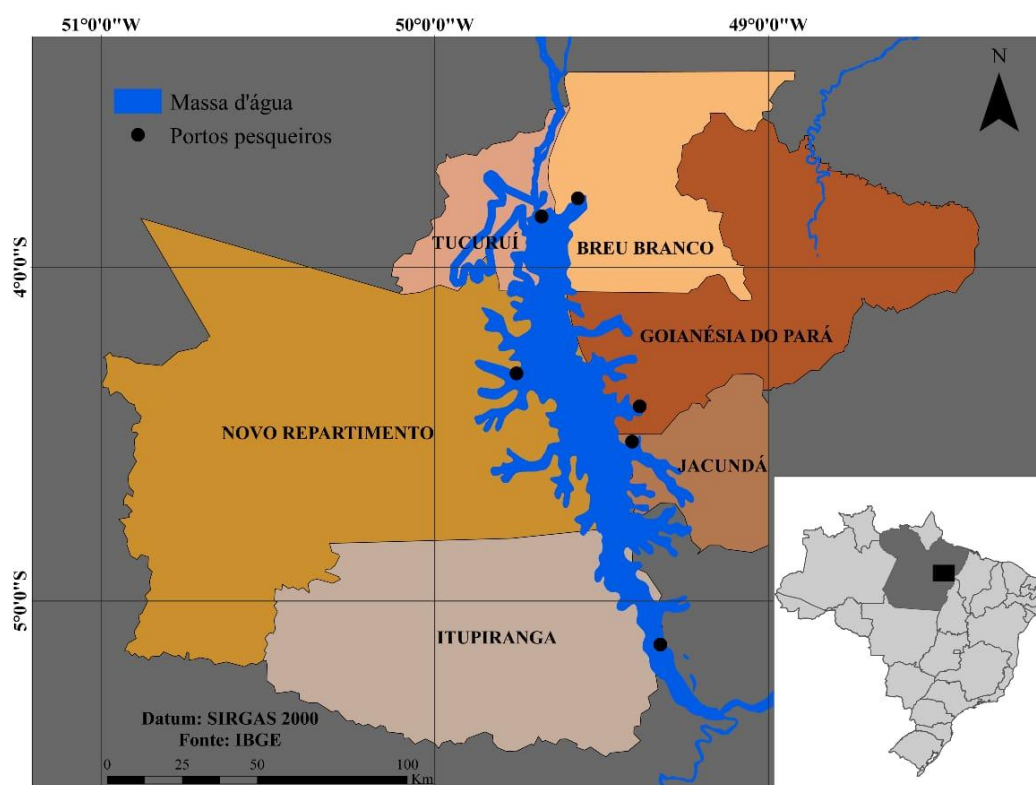 51°0'0"W
50°0'0"W
49°0'0"W
N
Massa d'água
Portos pesqueiros
TUCURUÍ
BREU BRANCO
4°0'0"S
GOIANÉSIA DO PARÁ
NOVO REPARTIMENTO
JACUNDÁ
5°0'0"S
ITUPIRANGA
Datum: SIRGAS 2000
Fonte: IBGE
0 25 50 100
Km